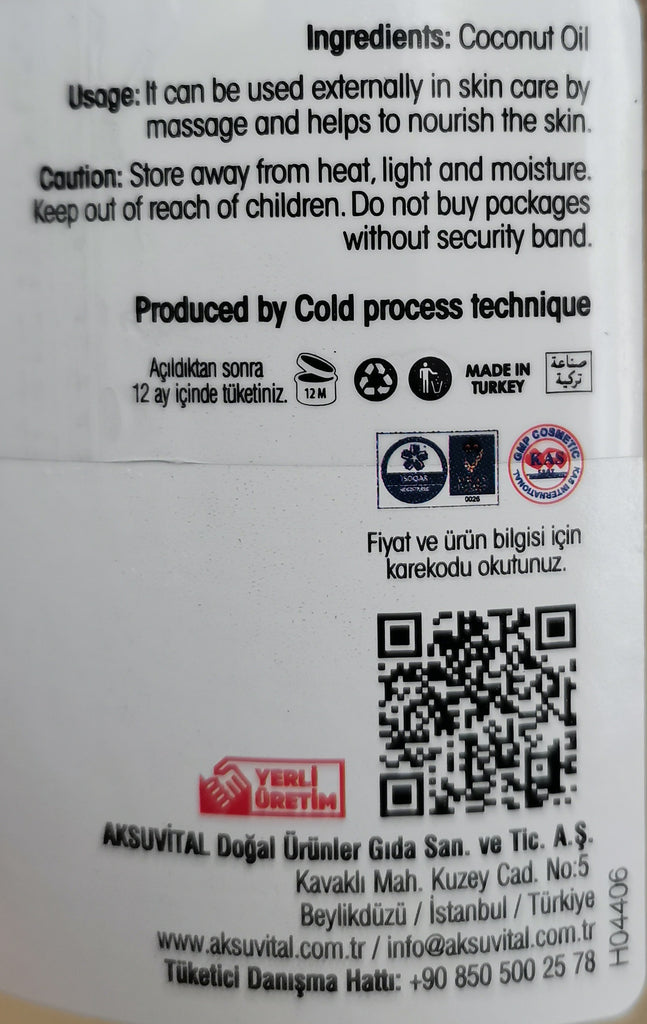 Ingredients: Coconut Oil
Usage: It can be used externally in skin care by
massage and helps to nourish the skin.
Caution: Store away from heat, light and moisture.
Keep out of reach of children. Do not buy packages
without security band.
Produced by Cold process technique
Açıldıktan sonra
12 ay içinde tüketiniz.
12 M
MADE IN
TURKEY
صناعة
تركية
0026
GMP COSMETIC
KAS
KAS INTERNATIONAL
Fiyat ve ürün bilgisi için
karekodu okutunuz.
YERLİ
ÜRETİM
AKSUVİTAL Doğal Ürünler Gıda San. ve Tic. A.Ş.
Kavaklı Mah. Kuzey Cad. No:5
Beylikdüzü / İstanbul / Türkiye
www.aksuvital.com.tr / info@aksuvital.com.tr
Tüketici Danışma Hattı: +90 850 500 25 78
H04406